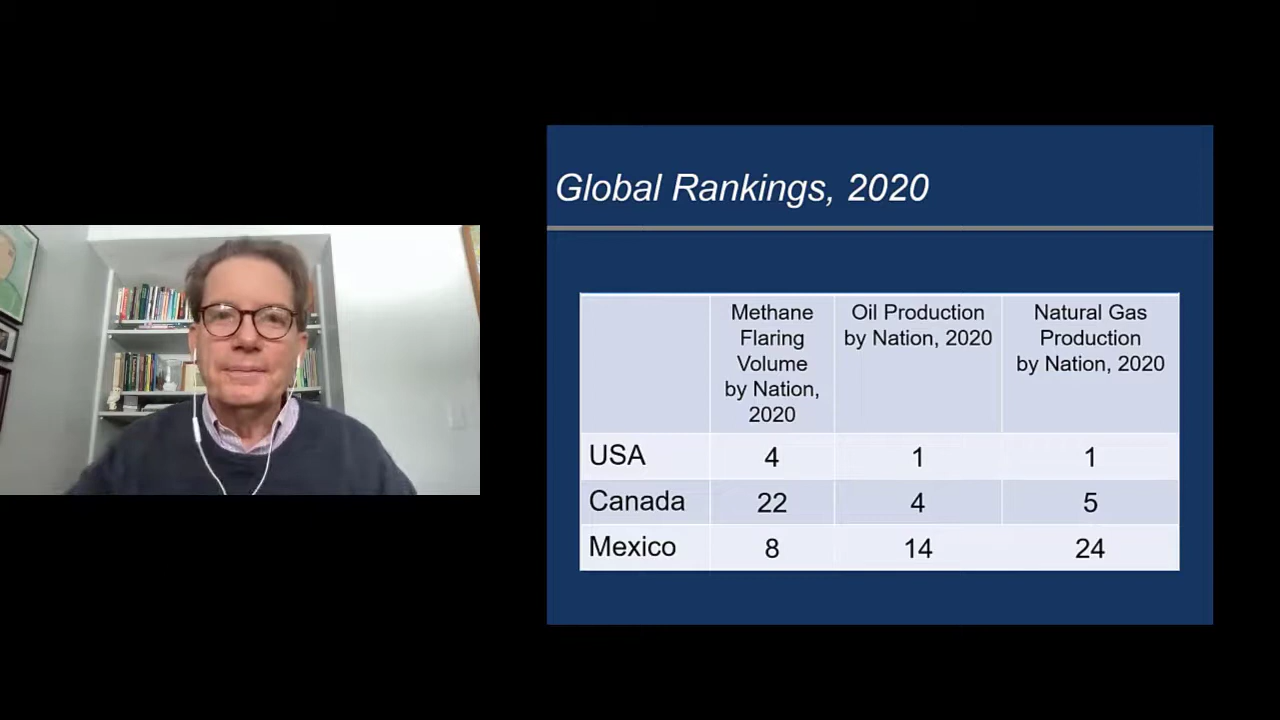 Global Rankings, 2020
Methane
Flaring
Volume
by Nation,
2020
Oil Production
by Nation, 2020
Natural Gas
Production
by Nation, 2020
USA 4 1 1
Canada 22 4 5
Mexico 8 14 24